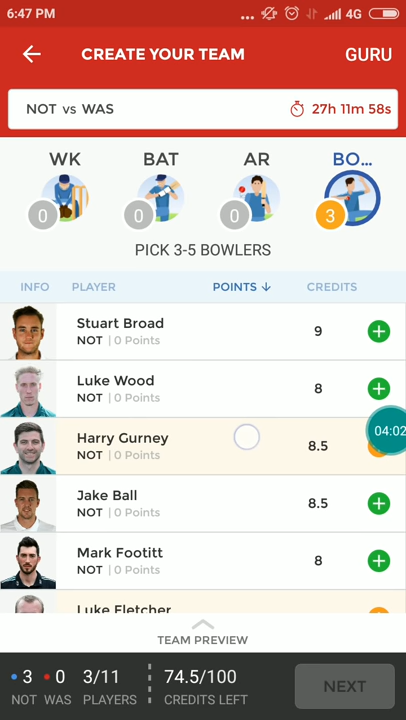 6:47 PM ... 4G
CREATE YOUR TEAM GURU
NOT vs WAS 27h 11m 58s
WK BAT AR BO...
0 0 0 3
PICK 3-5 BOWLERS
INFO PLAYER POINTS ↓ CREDITS
Stuart Broad
NOT | 0 Points 9 +
Luke Wood
NOT | 0 Points 8 +
Harry Gurney
NOT | 0 Points 8.5
04:02
Jake Ball
NOT | 0 Points 8.5 +
Mark Footitt
NOT | 0 Points 8 +
Luke Fletcher
TEAM PREVIEW
3 0 3/11 74.5/100
NOT WAS PLAYERS CREDITS LEFT
NEXT